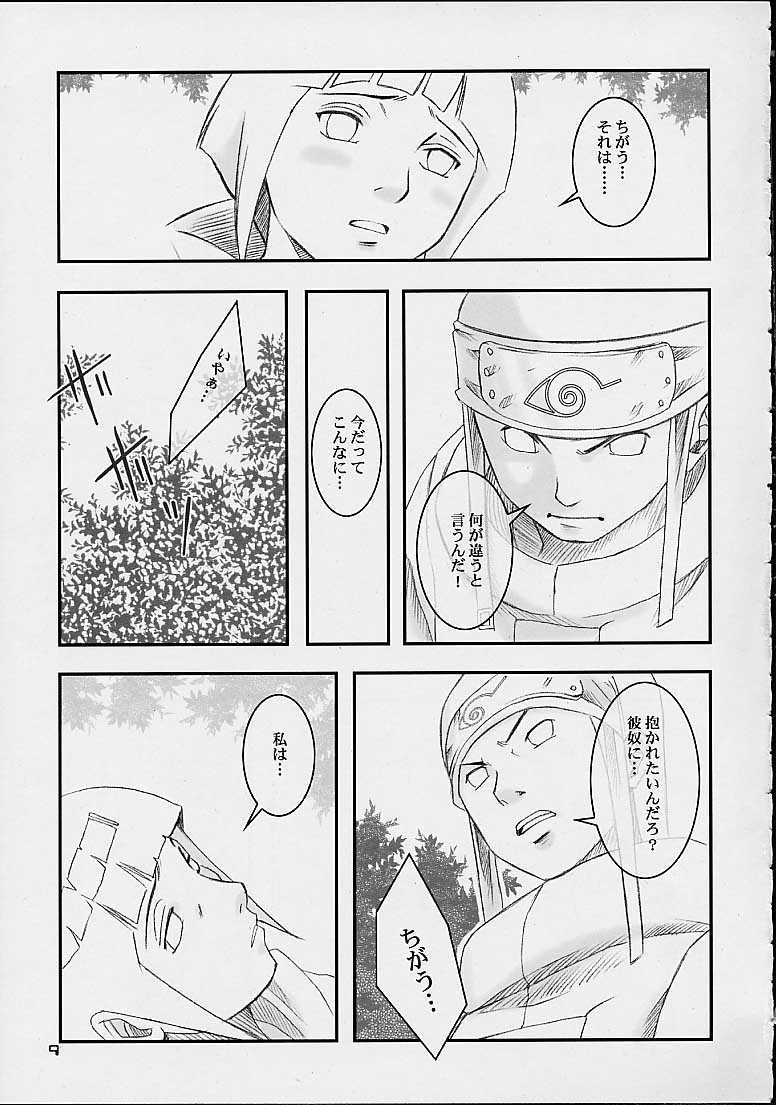 ちがう…
それは……
何が違うと
言うんだ！
今だって
こんなに…
いやぁ…
抱かれたいんだろ？
彼奴に…
ちがう…
私は…
9